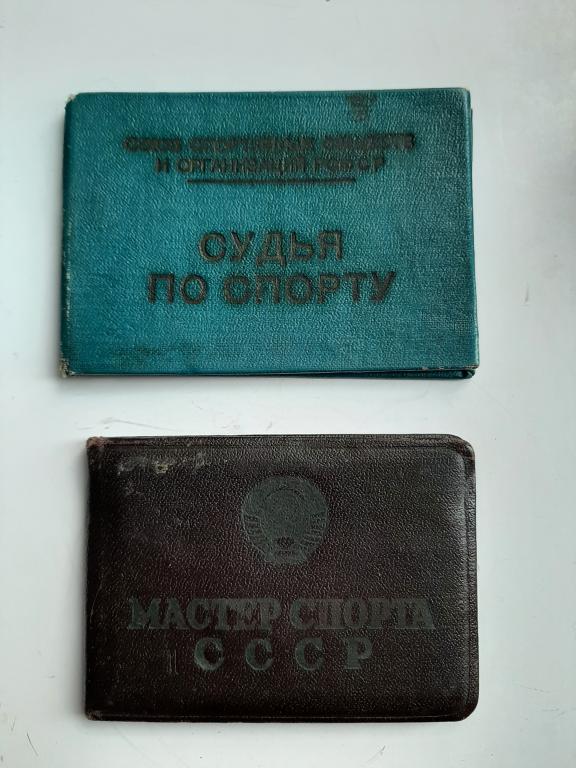 СОЮЗ СПОРТИВНЫХ ОБЩЕСТВ
И ОРГАНИЗАЦИЙ РСФСР
СУДЬЯ
ПО СПОРТУ
МАСТЕР СПОРТА
СССР